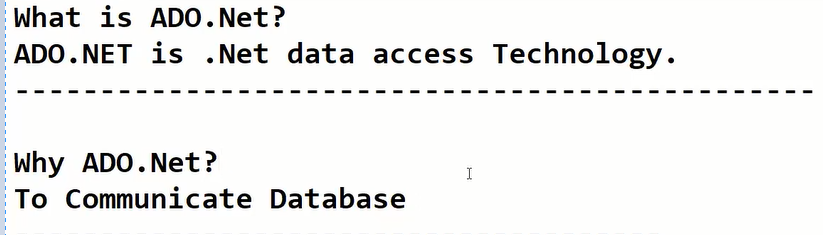 What is ADO.Net?
ADO.NET is .Net data access Technology.
-----------------------------------------------
Why ADO.Net?
To Communicate Database